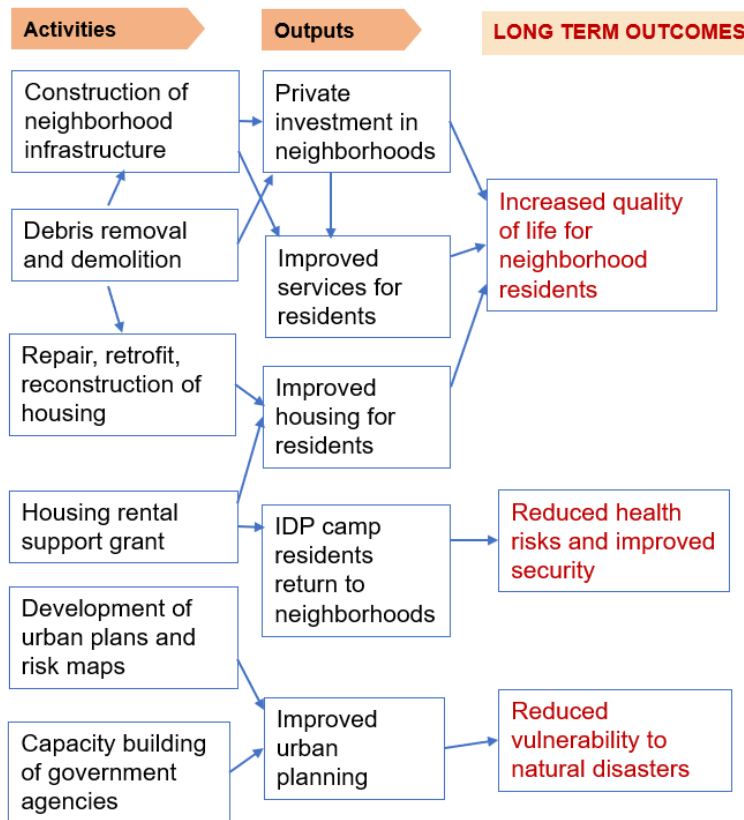 Activities
Outputs
LONG TERM OUTCOMES
Construction of
neighborhood
infrastructure
Debris removal
and demolition
Repair, retrofit,
reconstruction of
housing
Housing rental
support grant
Development of
urban plans and
risk maps
Capacity building
of government
agencies
Private
investment in
neighborhoods
Improved
services for
residents
Improved
housing for
residents
IDP camp
residents
return to
neighborhoods
Improved
urban
planning
Increased quality
of life for
neighborhood
residents
Reduced health
risks and improved
security
Reduced
vulnerability to
natural disasters